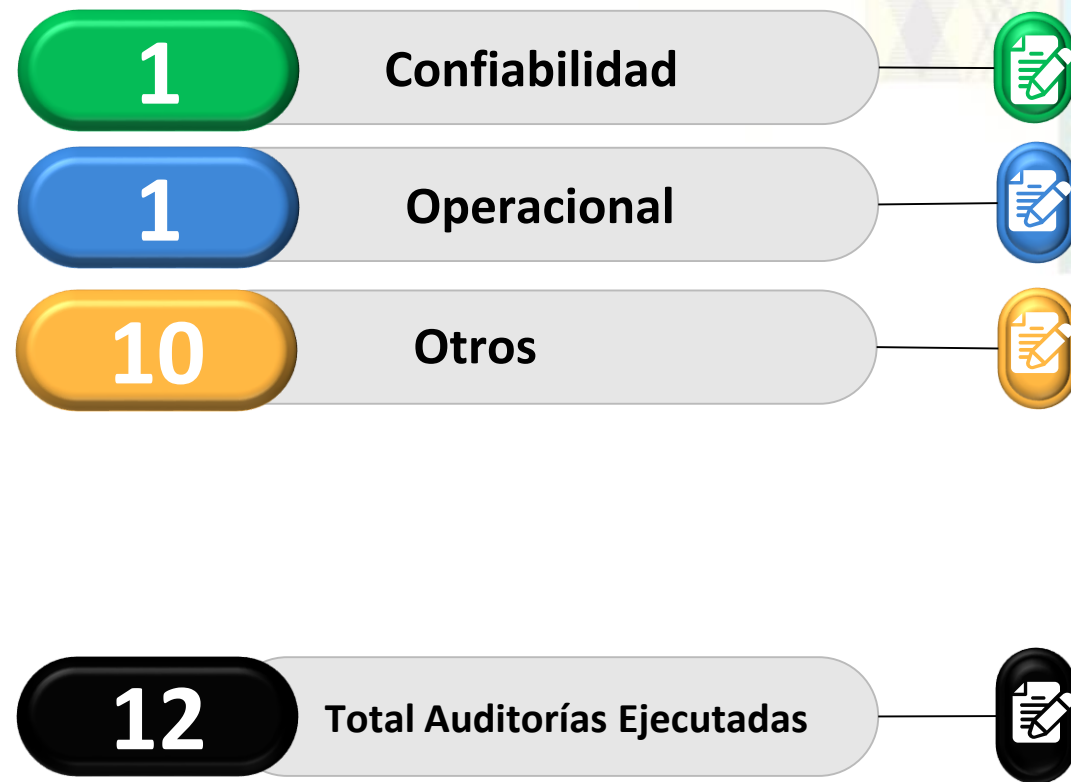 1 Confiabilidad
1 Operacional
10 Otros
12 Total Auditorías Ejecutadas